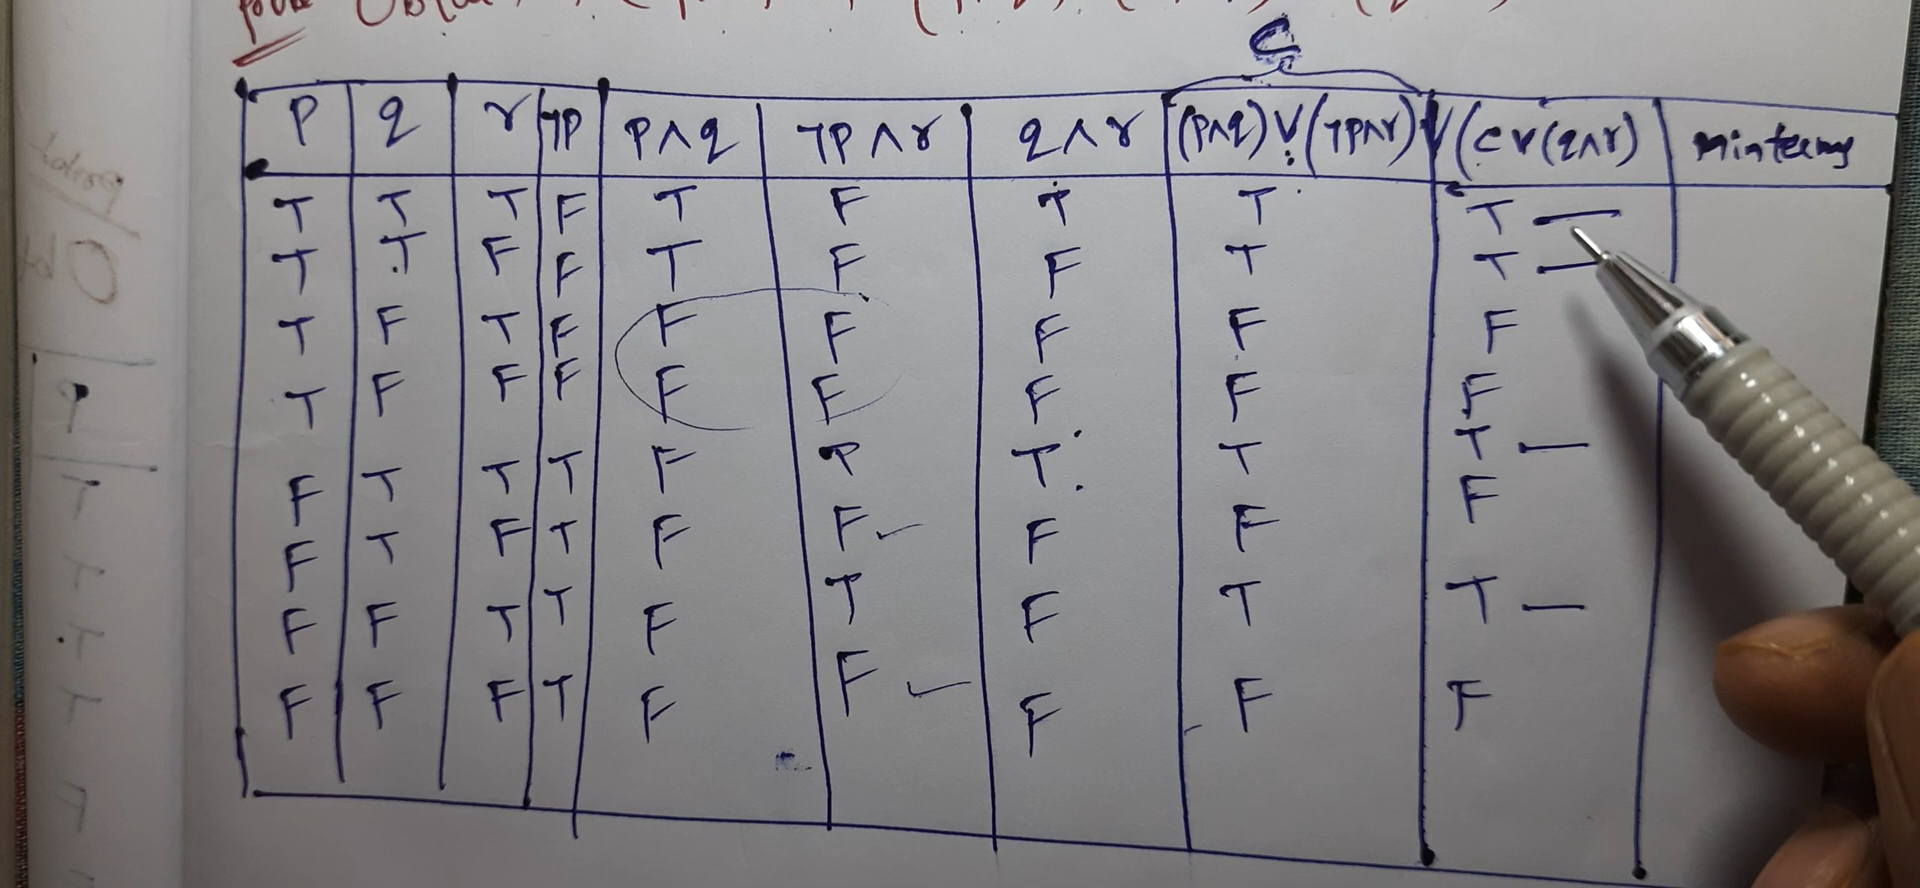 P q r ¬P P∧q ¬P∧r q∧r (P∧q)∨(¬P∧r) ∨(C∨(q∧r) Minterms
C
T T T F T F T T T
T T F F T F F T T
T F T F F F F F F
T F F F F F F F F
F T T T F T T T T
F T F T F F F F F
F F T T F T F T T
F F F T F F F F F